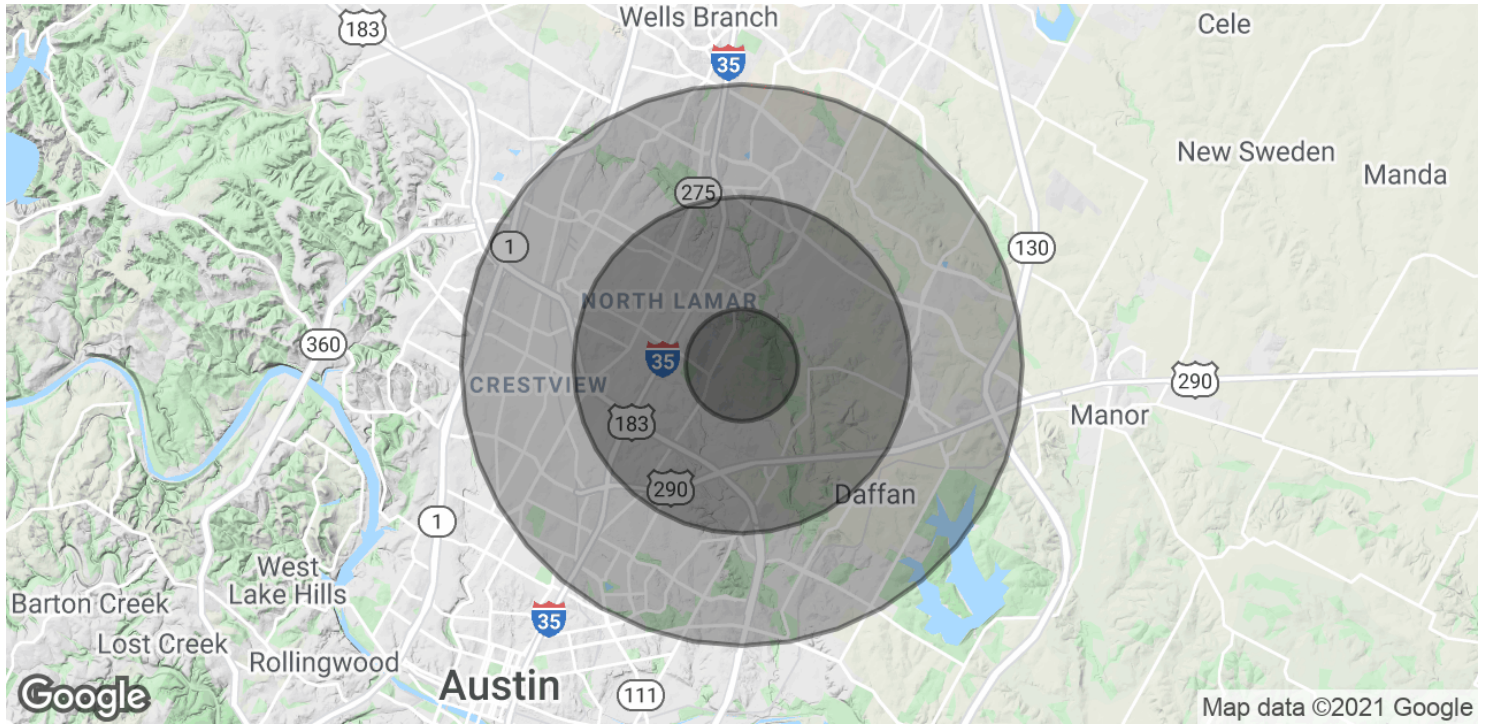 Wells Branch
Cele
183
35
New Sweden
Manda
275
1
130
NORTH LAMAR
360
35
CRESTVIEW
290
183
Manor
290
Daffan
1
West
Lake Hills
Barton Creek
35
Lost Creek
Rollingwood
Austin
111
Google
Map data ©2021 Google